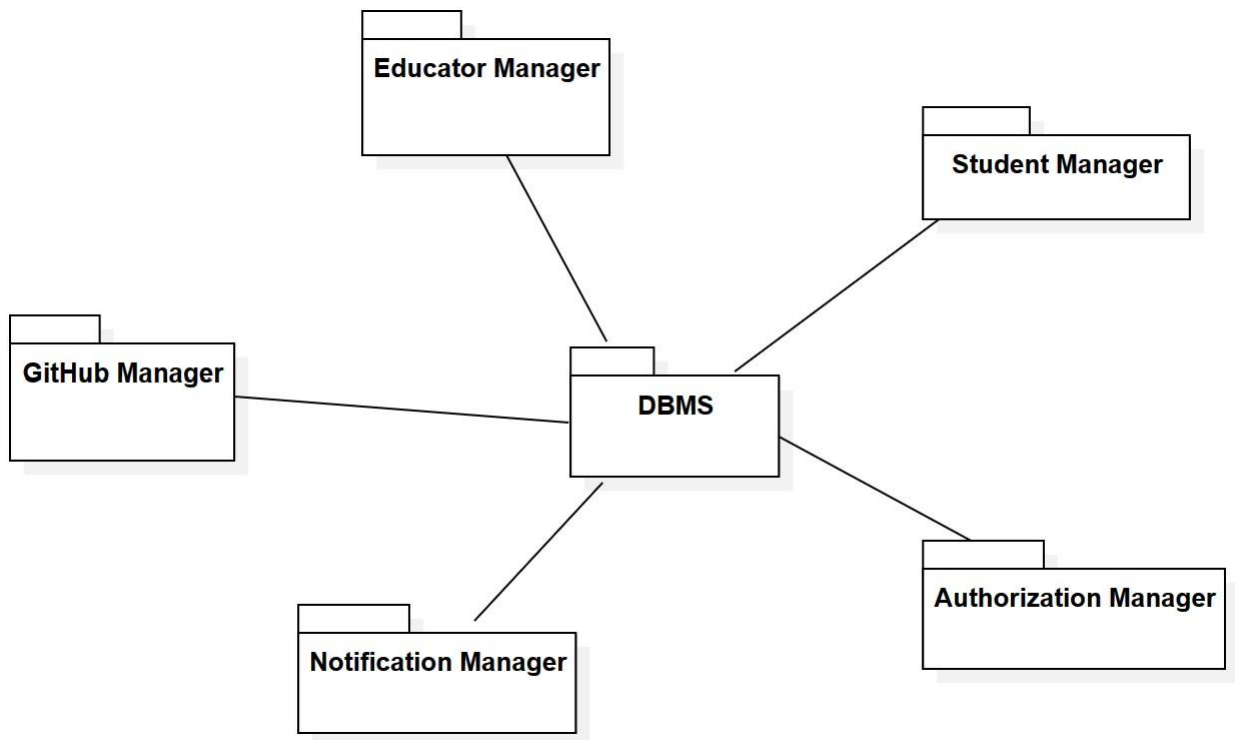 Educator Manager
Student Manager
GitHub Manager
DBMS
Authorization Manager
Notification Manager